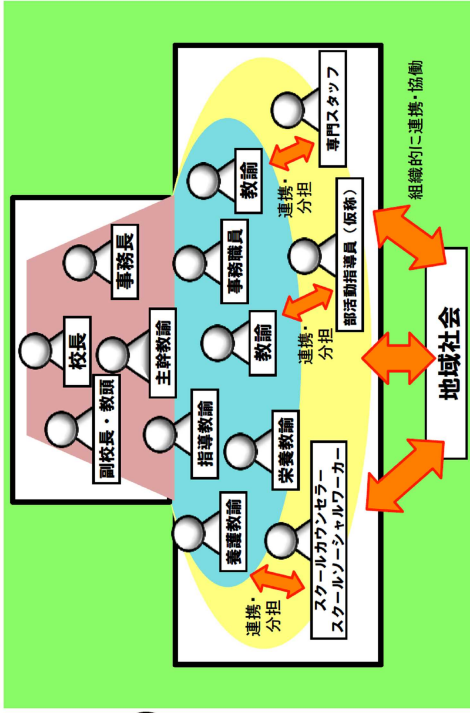 校長
副校長・教頭
事務長
主幹教諭
養護教諭
指導教諭
栄養教諭
教諭
事務職員
教諭
連携・
分担
連携・
分担
連携・
分担
スクールカウンセラー
スクールソーシャルワーカー
部活動指導員（仮称）
専門スタッフ
組織的に連携・協働
地域社会